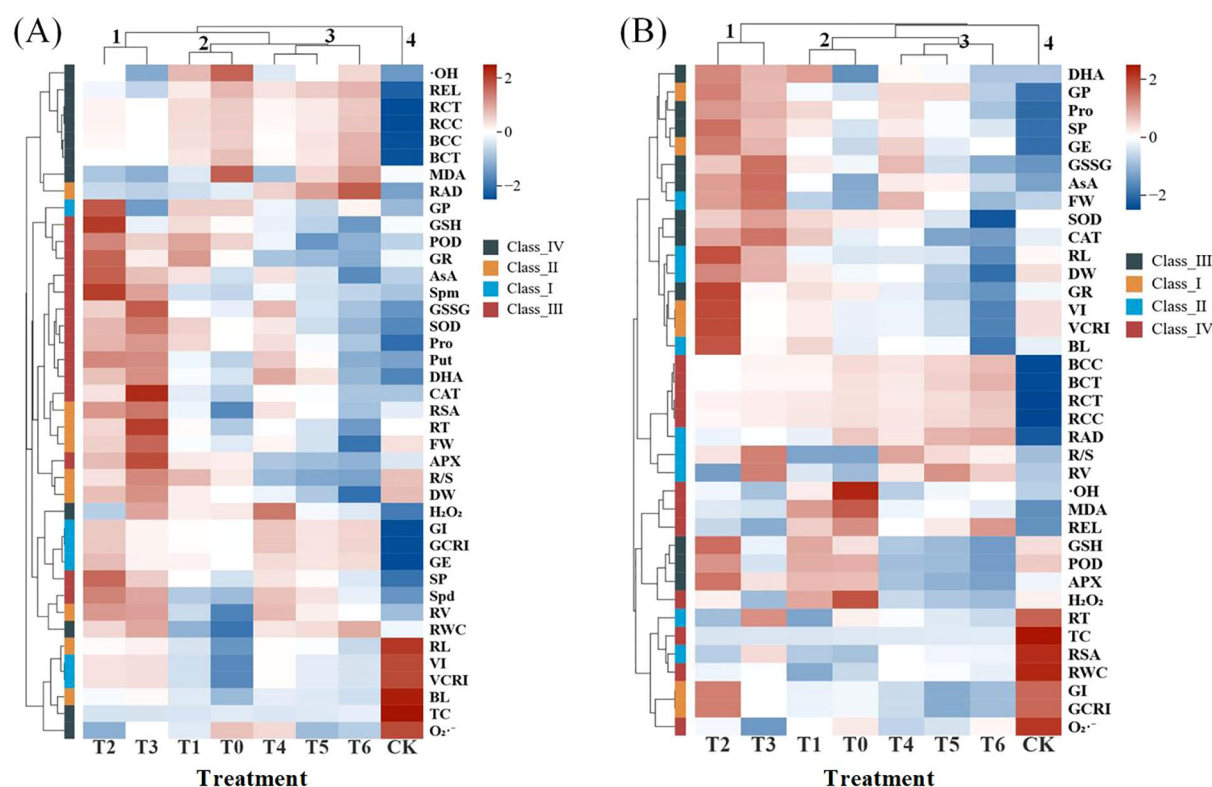 (A)
1
2
3
4
·OH
REL
RCT
RCC
BCC
BCT
MDA
RAD
GP
GSH
POD
GR
AsA
Spm
GSSG
SOD
Pro
Put
DHA
CAT
RSA
RT
FW
APX
R/S
DW
H₂O₂
GI
GCRI
GE
SP
Spd
RV
RWC
RL
VI
VCRI
BL
TC
O₂·⁻
2
0
−2
Class_IV
Class_II
Class_I
Class_III
T2 T3 T1 T0 T4 T5 T6 CK
Treatment
(B)
1
2
3
4
DHA
GP
Pro
SP
GE
GSSG
AsA
FW
SOD
CAT
RL
DW
GR
VI
VCRI
BL
BCC
BCT
RCT
RCC
RAD
R/S
RV
·OH
MDA
REL
GSH
POD
APX
H₂O₂
RT
TC
RSA
RWC
GI
GCRI
O₂·⁻
2
0
−2
Class_III
Class_I
Class_II
Class_IV
T2 T3 T1 T0 T4 T5 T6 CK
Treatment